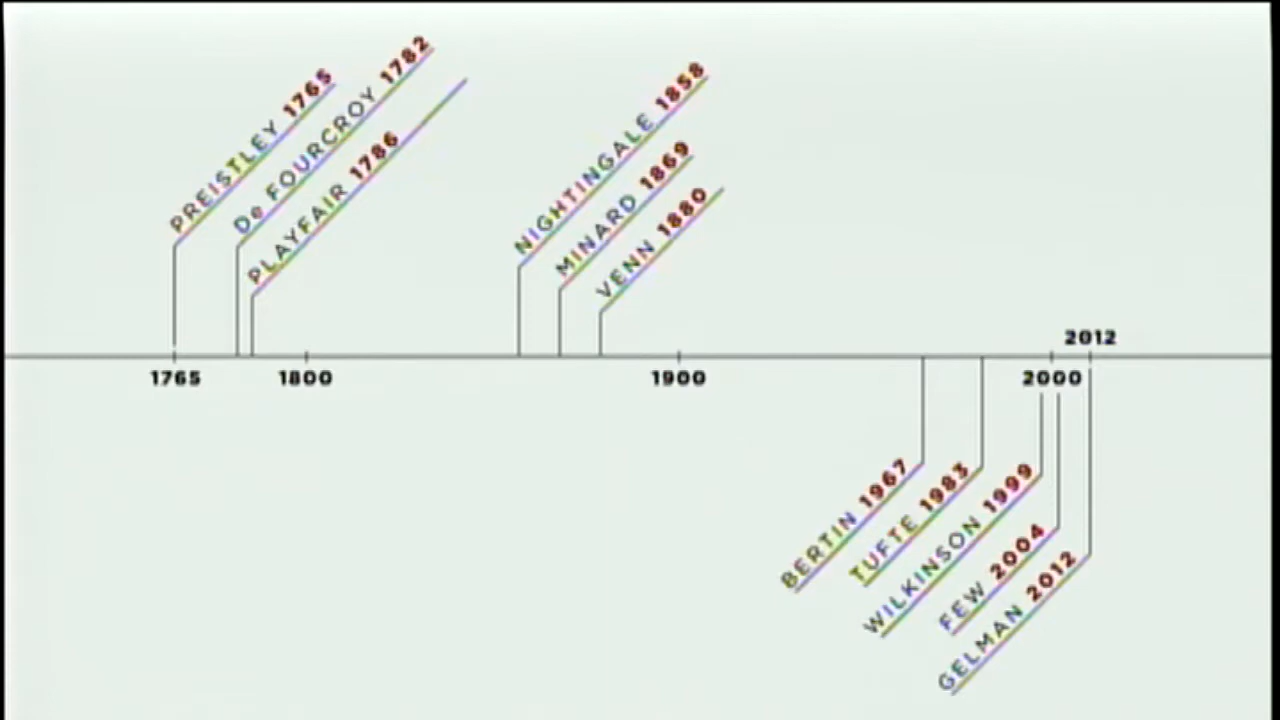 PREISTLEY 1765
De FOURCROY 1782
PLAYFAIR 1786
NIGHTINGALE 1858
MINARD 1869
VENN 1880
2012
1765
1800
1900
2000
BERTIN 1967
TUFTE 1983
WILKINSON 1999
FEW 2004
GELMAN 2012